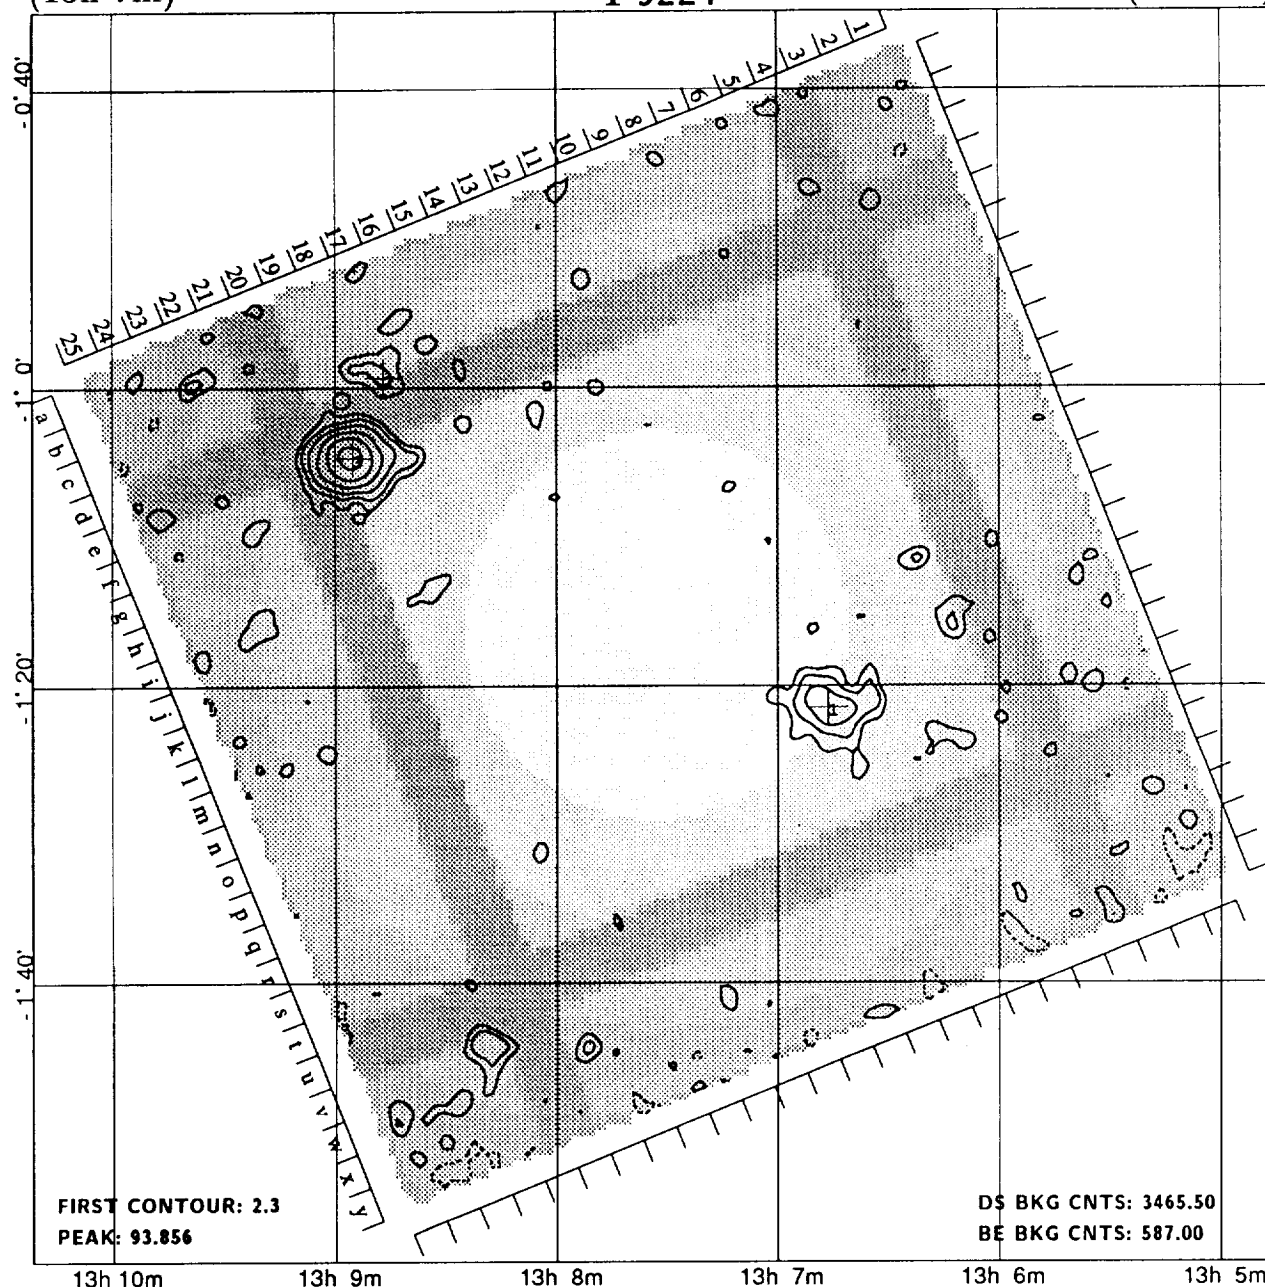 -0° 40'
1 2 3 4 5 6 7 8 9 10 11 12 13 14 15 16 17 18 19 20 21 22 23 24 25
-1° 0'
a b c d e f g h i j k l m n o p q r s t u v w x y
1
-1° 20'
-1° 40'
FIRST CONTOUR: 2.3
PEAK: 93.856
DS BKG CNTS: 3465.50
BE BKG CNTS: 587.00
13h 10m 13h 9m 13h 8m 13h 7m 13h 6m 13h 5m